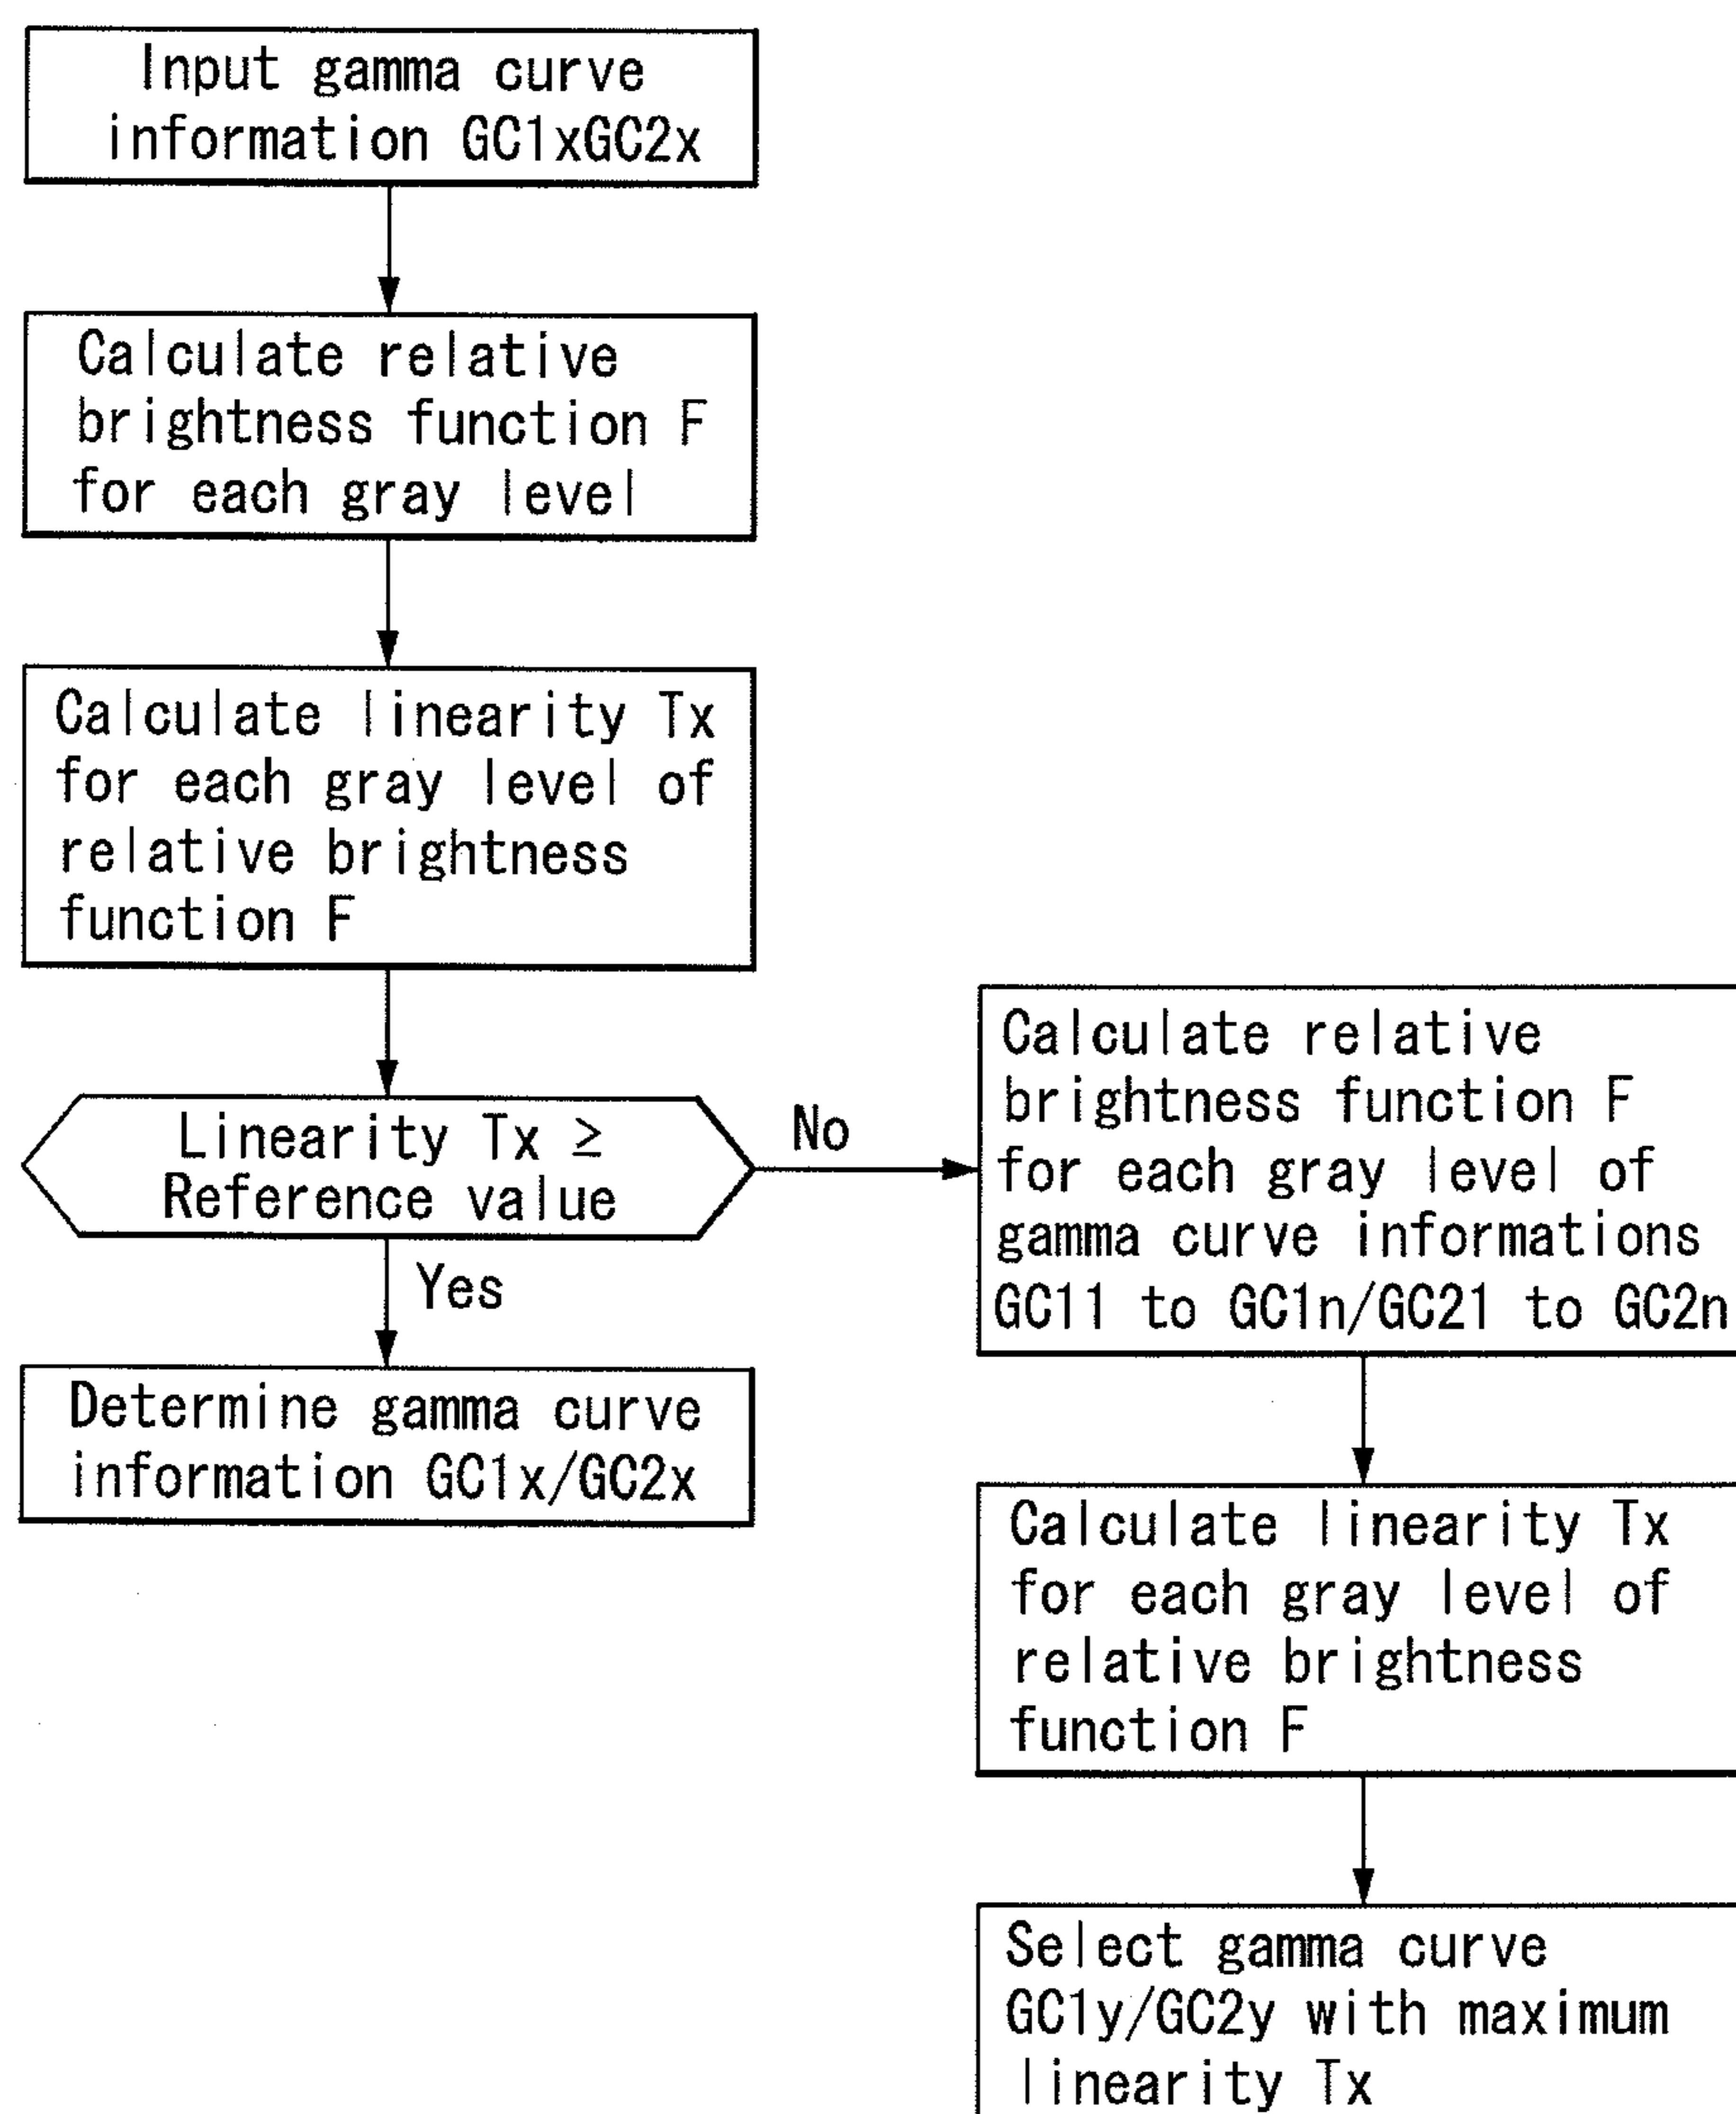 Input gamma curve
information GC1xGC2x
Calculate relative
brightness function F
for each gray level
Calculate linearity Tx
for each gray level of
relative brightness
function F
Linearity Tx ≥
Reference value
No
Yes
Determine gamma curve
information GC1x/GC2x
Calculate relative
brightness function F
for each gray level of
gamma curve informations
GC11 to GC1n/GC21 to GC2n
Calculate linearity Tx
for each gray level of
relative brightness
function F
Select gamma curve
GC1y/GC2y with maximum
linearity Tx